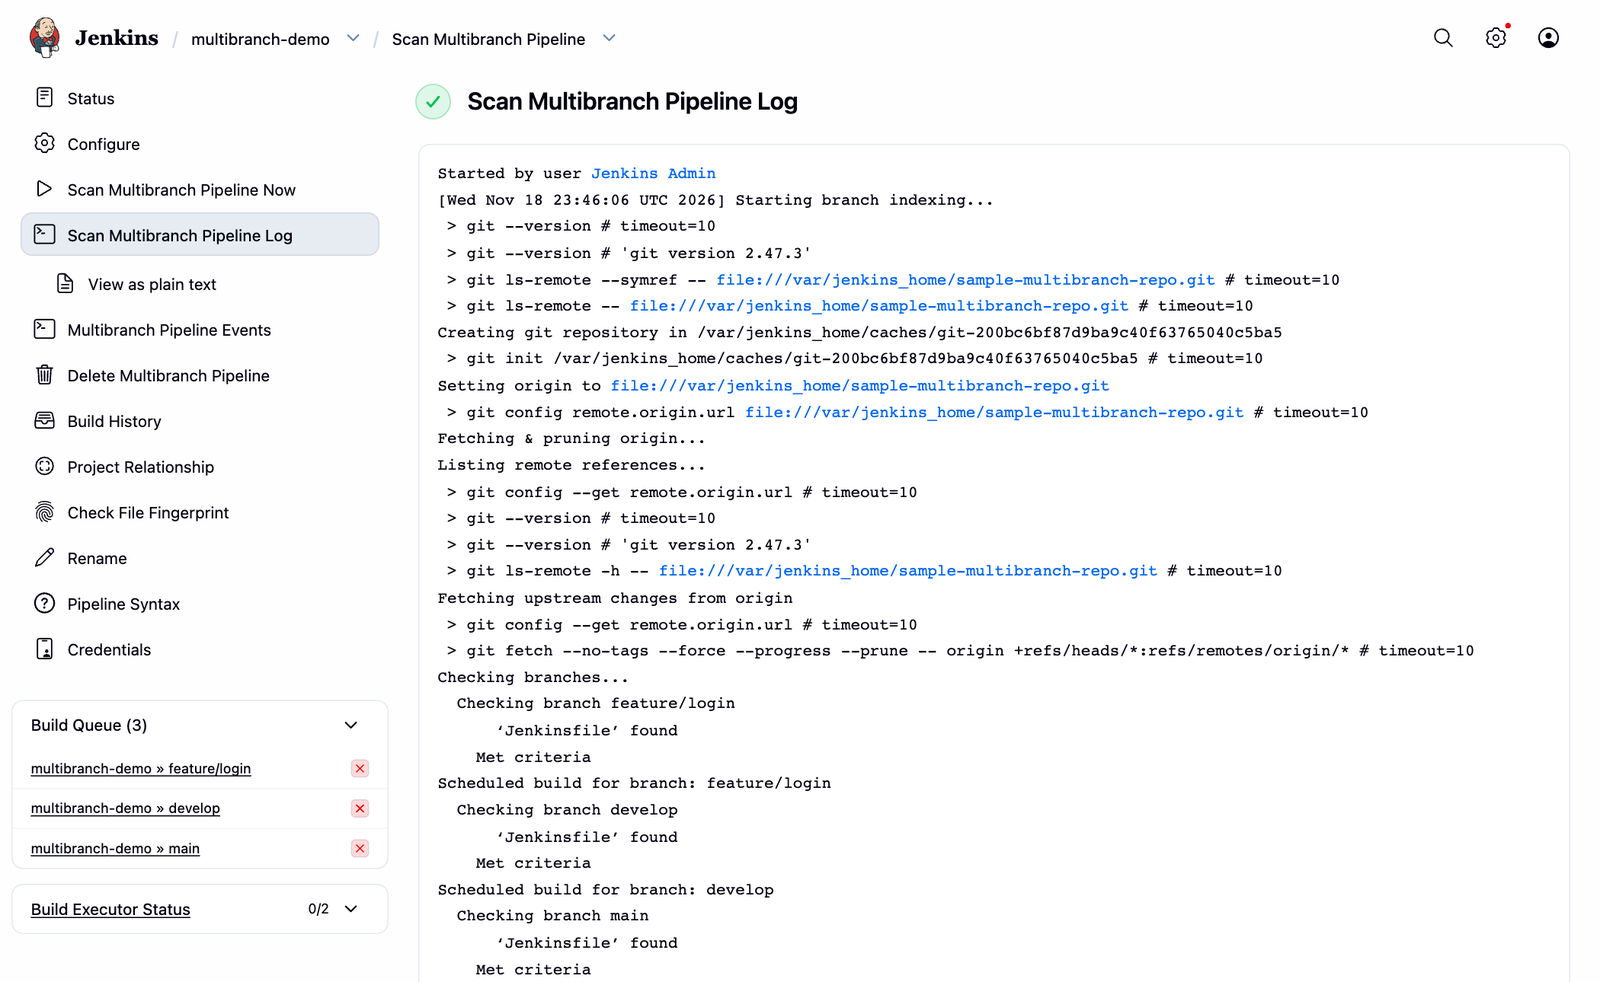 Jenkins / multibranch-demo / Scan Multibranch Pipeline
Status
Configure
Scan Multibranch Pipeline Now
Scan Multibranch Pipeline Log
View as plain text
Multibranch Pipeline Events
Delete Multibranch Pipeline
Build History
Project Relationship
Check File Fingerprint
Rename
Pipeline Syntax
Credentials
Build Queue (3)
multibranch-demo » feature/login
multibranch-demo » develop
multibranch-demo » main
Build Executor Status 0/2
Scan Multibranch Pipeline Log
Started by user Jenkins Admin
[Wed Nov 18 23:46:06 UTC 2026] Starting branch indexing...
 > git --version # timeout=10
 > git --version # 'git version 2.47.3'
 > git ls-remote --symref -- file:///var/jenkins_home/sample-multibranch-repo.git # timeout=10
 > git ls-remote -- file:///var/jenkins_home/sample-multibranch-repo.git # timeout=10
Creating git repository in /var/jenkins_home/caches/git-200bc6bf87d9ba9c40f63765040c5ba5
 > git init /var/jenkins_home/caches/git-200bc6bf87d9ba9c40f63765040c5ba5 # timeout=10
Setting origin to file:///var/jenkins_home/sample-multibranch-repo.git
 > git config remote.origin.url file:///var/jenkins_home/sample-multibranch-repo.git # timeout=10
Fetching & pruning origin...
Listing remote references...
 > git config --get remote.origin.url # timeout=10
 > git --version # timeout=10
 > git --version # 'git version 2.47.3'
 > git ls-remote -h -- file:///var/jenkins_home/sample-multibranch-repo.git # timeout=10
Fetching upstream changes from origin
 > git config --get remote.origin.url # timeout=10
 > git fetch --no-tags --force --progress --prune -- origin +refs/heads/*:refs/remotes/origin/* # timeout=10
Checking branches...
  Checking branch feature/login
      ‘Jenkinsfile’ found
    Met criteria
Scheduled build for branch: feature/login
  Checking branch develop
      ‘Jenkinsfile’ found
    Met criteria
Scheduled build for branch: develop
  Checking branch main
      ‘Jenkinsfile’ found
    Met criteria